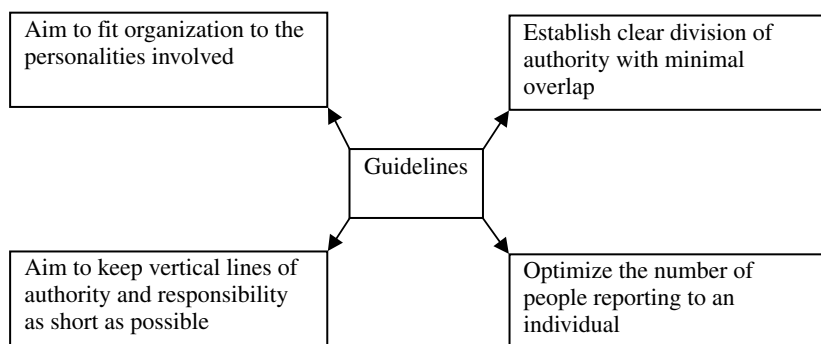 Aim to fit organization to the
personalities involved
Establish clear division of
authority with minimal
overlap
Guidelines
Aim to keep vertical lines of
authority and responsibility
as short as possible
Optimize the number of
people reporting to an
individual